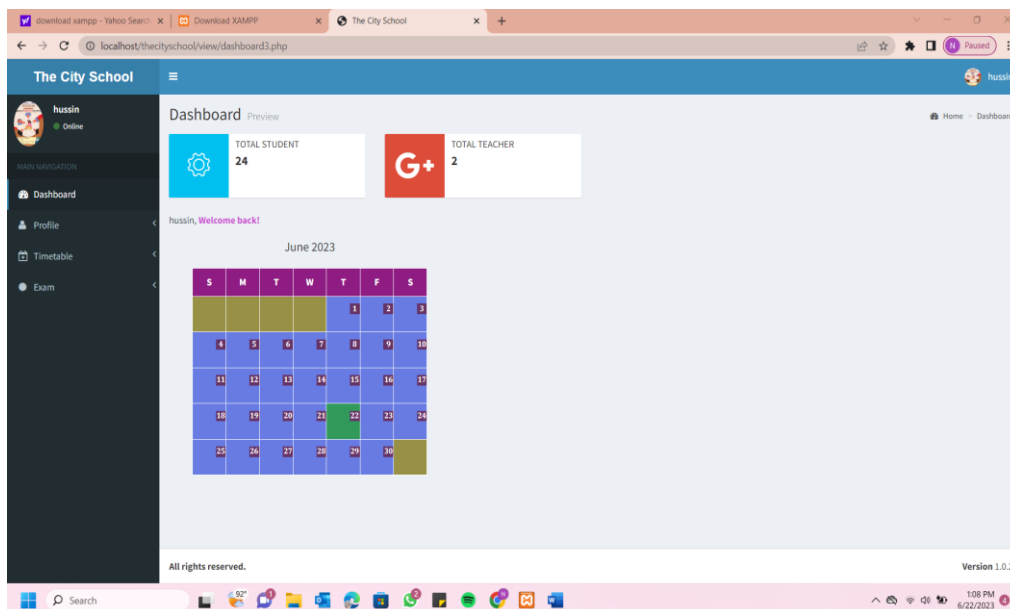 download xampp - Yahoo Search
Download XAMPP
The City School
localhost/thecityschool/view/dashboard3.php
N Paused
The City School
hussin
hussin
Online
Dashboard Preview
Home > Dashboard
MAIN NAVIGATION
Dashboard
Profile
Timetable
Exam
TOTAL STUDENT
24
G+
TOTAL TEACHER
2
hussin, Welcome back!
June 2023
S M T W T F S
1 2 3
4 5 6 7 8 9 10
11 12 13 14 15 16 17
18 19 20 21 22 23 24
25 26 27 28 29 30
All rights reserved.
Version 1.0.
Search
92°
1:08 PM
6/22/2023